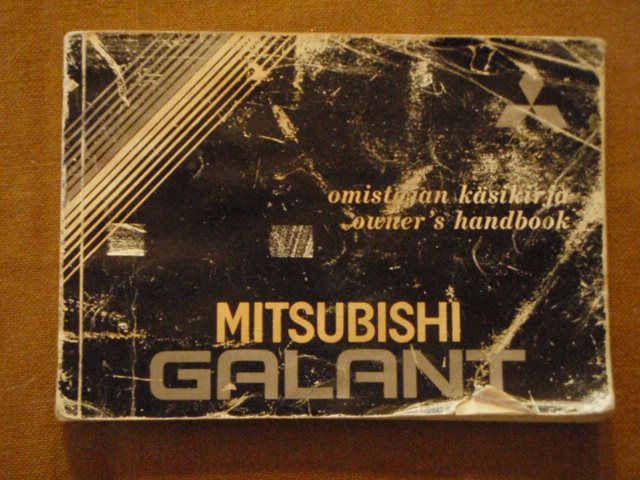 omistajan käsikirja
owner's handbook
MITSUBISHI
GALANT